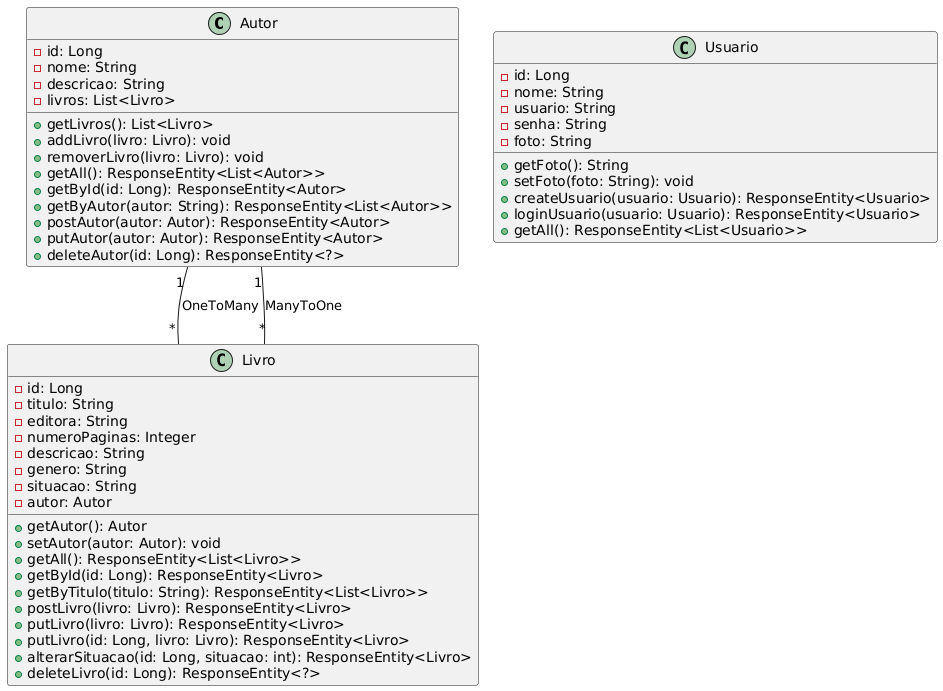 C Autor
id: Long
nome: String
descricao: String
livros: List<Livro>
getLivros(): List<Livro>
addLivro(livro: Livro): void
removerLivro(livro: Livro): void
getAll(): ResponseEntity<List<Autor>>
getById(id: Long): ResponseEntity<Autor>
getByAutor(autor: String): ResponseEntity<List<Autor>>
postAutor(autor: Autor): ResponseEntity<Autor>
putAutor(autor: Autor): ResponseEntity<Autor>
deleteAutor(id: Long): ResponseEntity<?>
C Usuario
id: Long
nome: String
usuario: String
senha: String
foto: String
getFoto(): String
setFoto(foto: String): void
createUsuario(usuario: Usuario): ResponseEntity<Usuario>
loginUsuario(usuario: Usuario): ResponseEntity<Usuario>
getAll(): ResponseEntity<List<Usuario>>
1 1
OneToMany ManyToOne
* *
C Livro
id: Long
titulo: String
editora: String
numeroPaginas: Integer
descricao: String
genero: String
situacao: String
autor: Autor
getAutor(): Autor
setAutor(autor: Autor): void
getAll(): ResponseEntity<List<Livro>>
getById(id: Long): ResponseEntity<Livro>
getByTitulo(titulo: String): ResponseEntity<List<Livro>>
postLivro(livro: Livro): ResponseEntity<Livro>
putLivro(livro: Livro): ResponseEntity<Livro>
putLivro(id: Long, livro: Livro): ResponseEntity<Livro>
alterarSituacao(id: Long, situacao: int): ResponseEntity<Livro>
deleteLivro(id: Long): ResponseEntity<?>